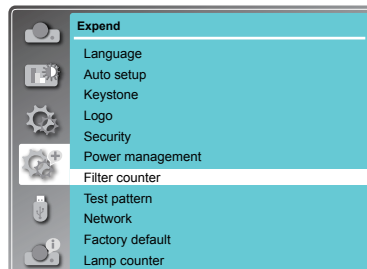 Expend
Language
Auto setup
Keystone
Logo
Security
Power management
Filter counter
Test pattern
Network
Factory default
Lamp counter